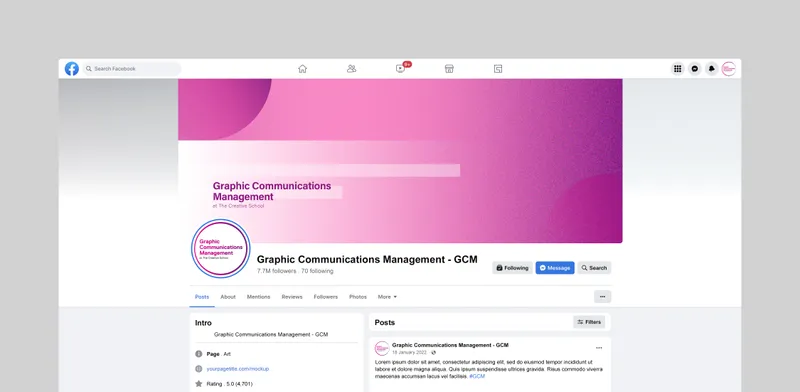 Search Facebook
9+
Graphic Communications
Management
at The Creative School
Graphic
Communications
Management
at The Creative School
Graphic Communications Management - GCM
7.7M followers . 70 following
Following
Message
Search
Posts
About
Mentions
Reviews
Followers
Photos
More
Intro
Graphic Communications Management - GCM
Page . Art
yourpagetitle.com/mockup
Rating . 5.0 (4,701)
Posts
Filters
Graphic Communications Management - GCM
18 January 2023
Lorem ipsum dolor sit amet, consectetur adipiscing elit, sed do eiusmod tempor incididunt ut
labore et dolore magna aliqua. Quis ipsum suspendisse ultrices gravida. Risus commodo viverra
maecenas accumsan lacus vel facilisis. #GCM